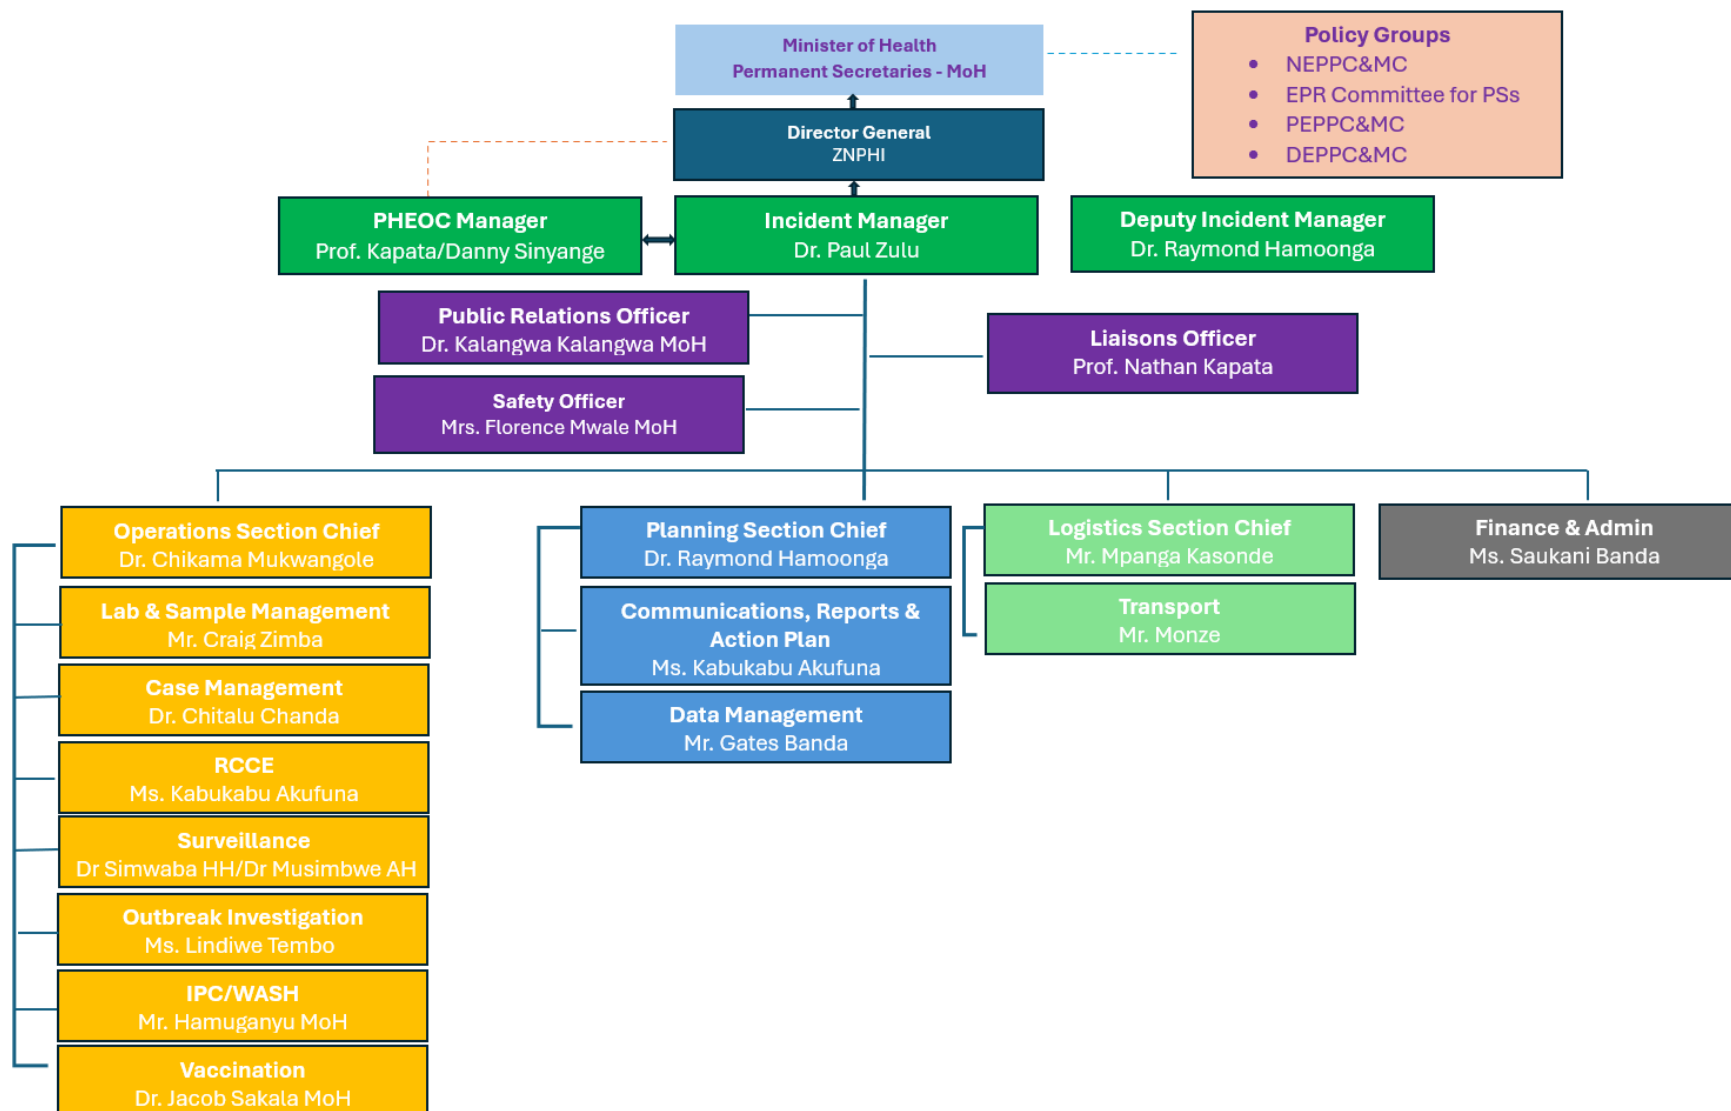 Minister of Health
Permanent Secretaries - MoH
Policy Groups
• NEPPC&MC
• EPR Committee for PSs
• PEPPC&MC
• DEPPC&MC
Director General
ZNPHI
PHEOC Manager
Prof. Kapata/Danny Sinyange
Incident Manager
Dr. Paul Zulu
Deputy Incident Manager
Dr. Raymond Hamoonga
Public Relations Officer
Dr. Kalangwa Kalangwa MoH
Liaisons Officer
Prof. Nathan Kapata
Safety Officer
Mrs. Florence Mwale MoH
Operations Section Chief
Dr. Chikama Mukwangole
Lab & Sample Management
Mr. Craig Zimba
Case Management
Dr. Chitalu Chanda
RCCE
Ms. Kabukabu Akufuna
Surveillance
Dr Simwaba HH/Dr Musimbwe AH
Outbreak Investigation
Ms. Lindiwe Tembo
IPC/WASH
Mr. Hamuganyu MoH
Vaccination
Dr. Jacob Sakala MoH
Planning Section Chief
Dr. Raymond Hamoonga
Communications, Reports &
Action Plan
Ms. Kabukabu Akufuna
Data Management
Mr. Gates Banda
Logistics Section Chief
Mr. Mpanga Kasonde
Transport
Mr. Monze
Finance & Admin
Ms. Saukani Banda